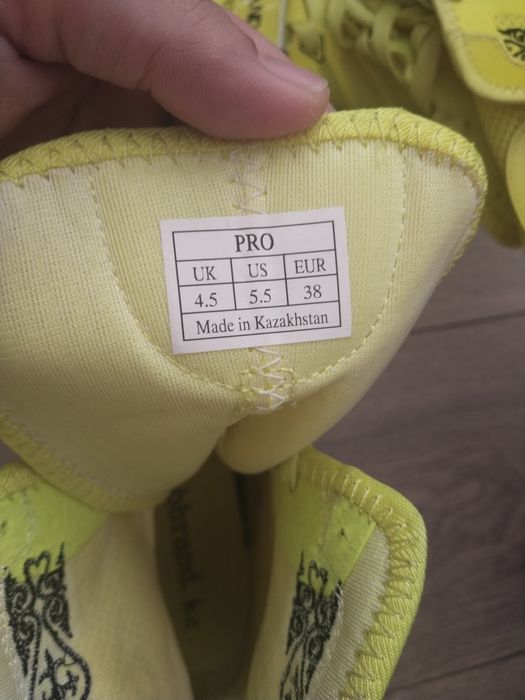 PRO
UK US EUR
4.5 5.5 38
Made in Kazakhstan